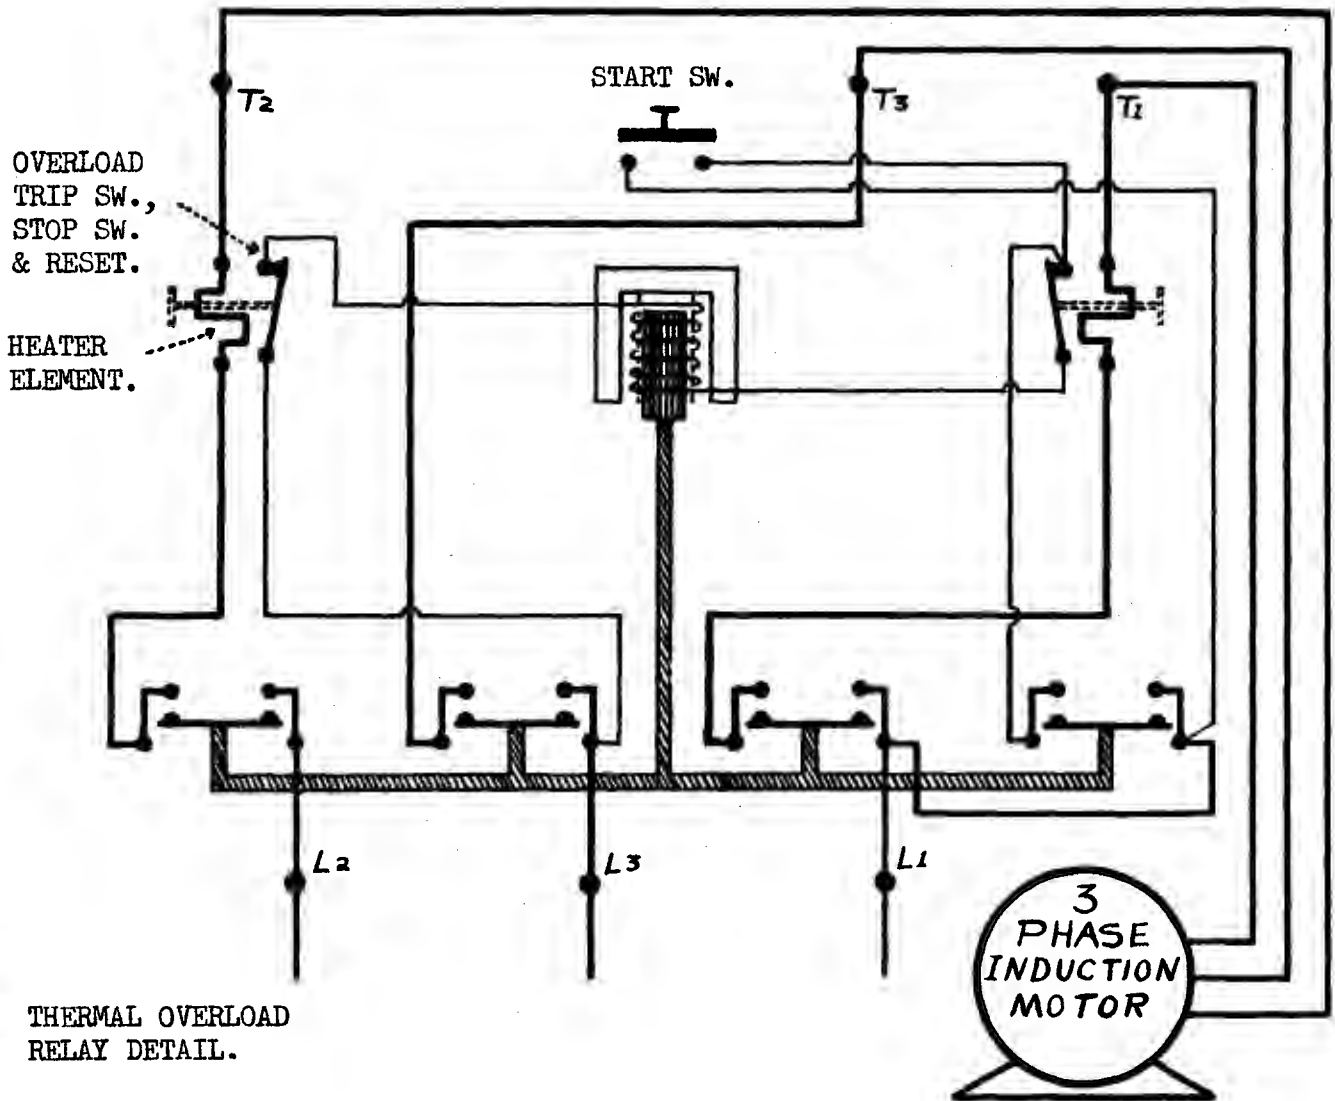 START SW.
T2
T3
T1
OVERLOAD
TRIP SW.,
STOP SW.
& RESET.
HEATER
ELEMENT.
L2
L3
L1
3
PHASE
INDUCTION
MOTOR
THERMAL OVERLOAD
RELAY DETAIL.